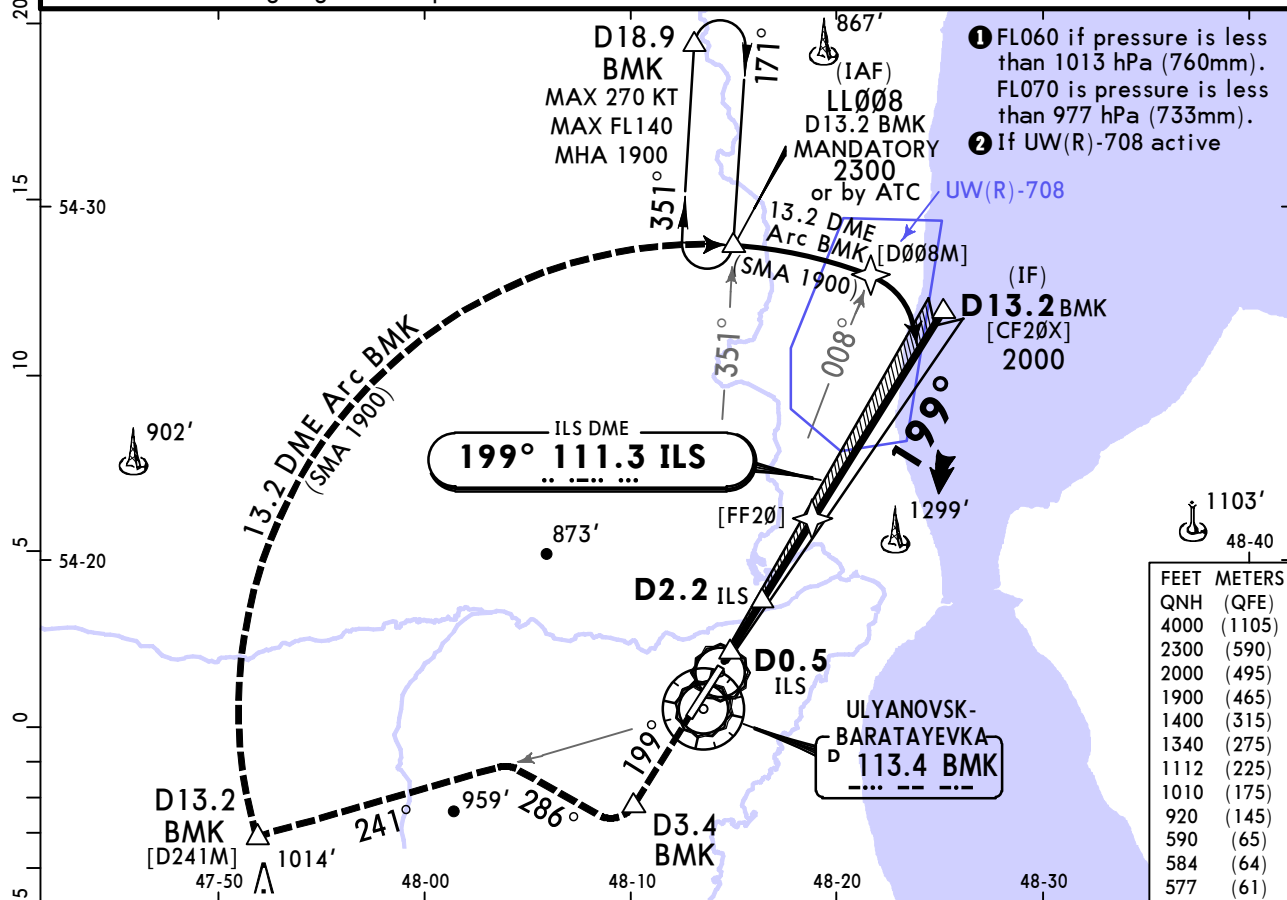 D18.9
BMK
MAX 270 KT
MAX FL140
MHA 1900
351°
171°
867'
(IAF)
LLØØ8
D13.2 BMK
MANDATORY
2300
or by ATC
❶ FL060 if pressure is less
than 1013 hPa (760mm).
FL070 is pressure is less
than 977 hPa (733mm).
❷ If UW(R)-708 active
UW(R)-708
13.2 DME
Arc BMK
[DØØ8M]
(SMA 1900)
(IF)
D13.2 BMK
[CF2ØX]
2000
351°
008°
199°
13.2 DME Arc BMK
(SMA 1900)
902'
ILS DME
199° 111.3 ILS
[FF2Ø]
1299'
1103'
873'
D2.2 ILS
D0.5
ILS
ULYANOVSK-
BARATAYEVKA
D 113.4 BMK
199°
286°
241°
959'
D3.4
BMK
D13.2
BMK
[D241M]
1014'
20
15
10
5
0
5
54-30
54-20
47-50
48-00
48-10
48-20
48-30
48-40
FEET METERS
QNH (QFE)
4000 (1105)
2300 (590)
2000 (495)
1900 (465)
1400 (315)
1340 (275)
1112 (225)
1010 (175)
920 (145)
590 (65)
584 (64)
577 (61)